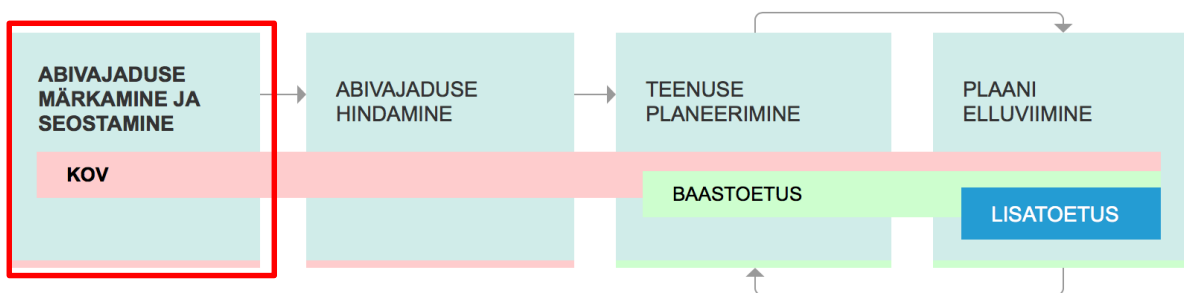 ABIVAJADUSE
MÄRKAMINE JA
SEOSTAMINE
ABIVAJADUSE
HINDAMINE
TEENUSE
PLANEERIMINE
PLAANI
ELLUVIIMINE
KOV
BAASTOETUS
LISATOETUS